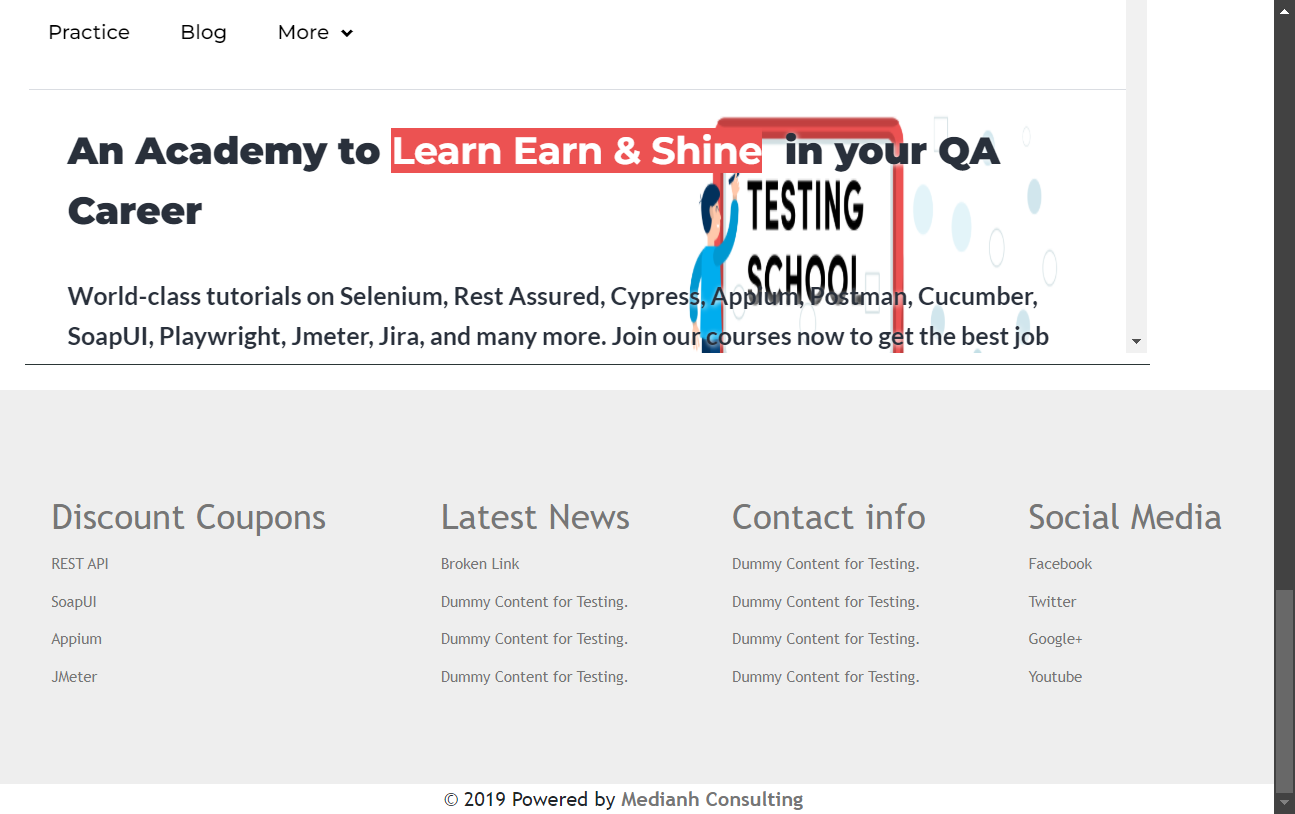 Practice Blog More
An Academy to Learn Earn & Shine in your QA
Career
TESTING
SCHOOL
World-class tutorials on Selenium, Rest Assured, Cypress, Appium, Postman, Cucumber,
SoapUI, Playwright, Jmeter, Jira, and many more. Join our courses now to get the best job
Discount Coupons
REST API
SoapUI
Appium
JMeter
Latest News
Broken Link
Dummy Content for Testing.
Dummy Content for Testing.
Dummy Content for Testing.
Contact info
Dummy Content for Testing.
Dummy Content for Testing.
Dummy Content for Testing.
Dummy Content for Testing.
Social Media
Facebook
Twitter
Google+
Youtube
© 2019 Powered by Medianh Consulting